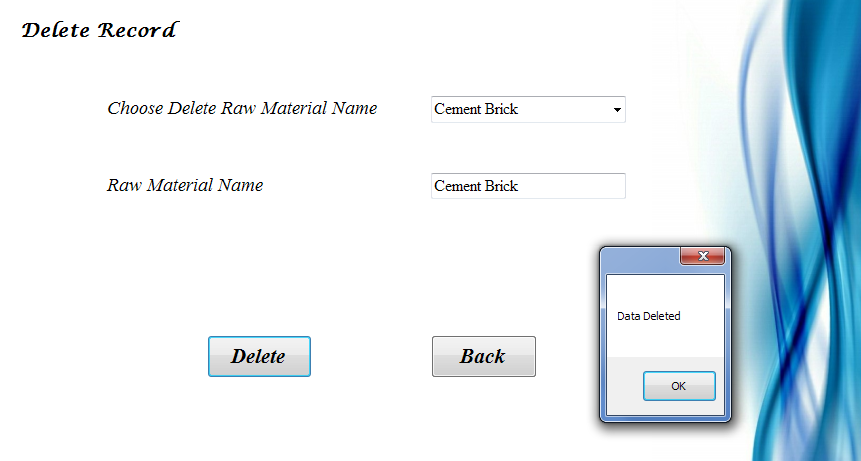 Delete Record
Choose Delete Raw Material Name Cement Brick
Raw Material Name Cement Brick
Data Deleted
Delete Back
OK